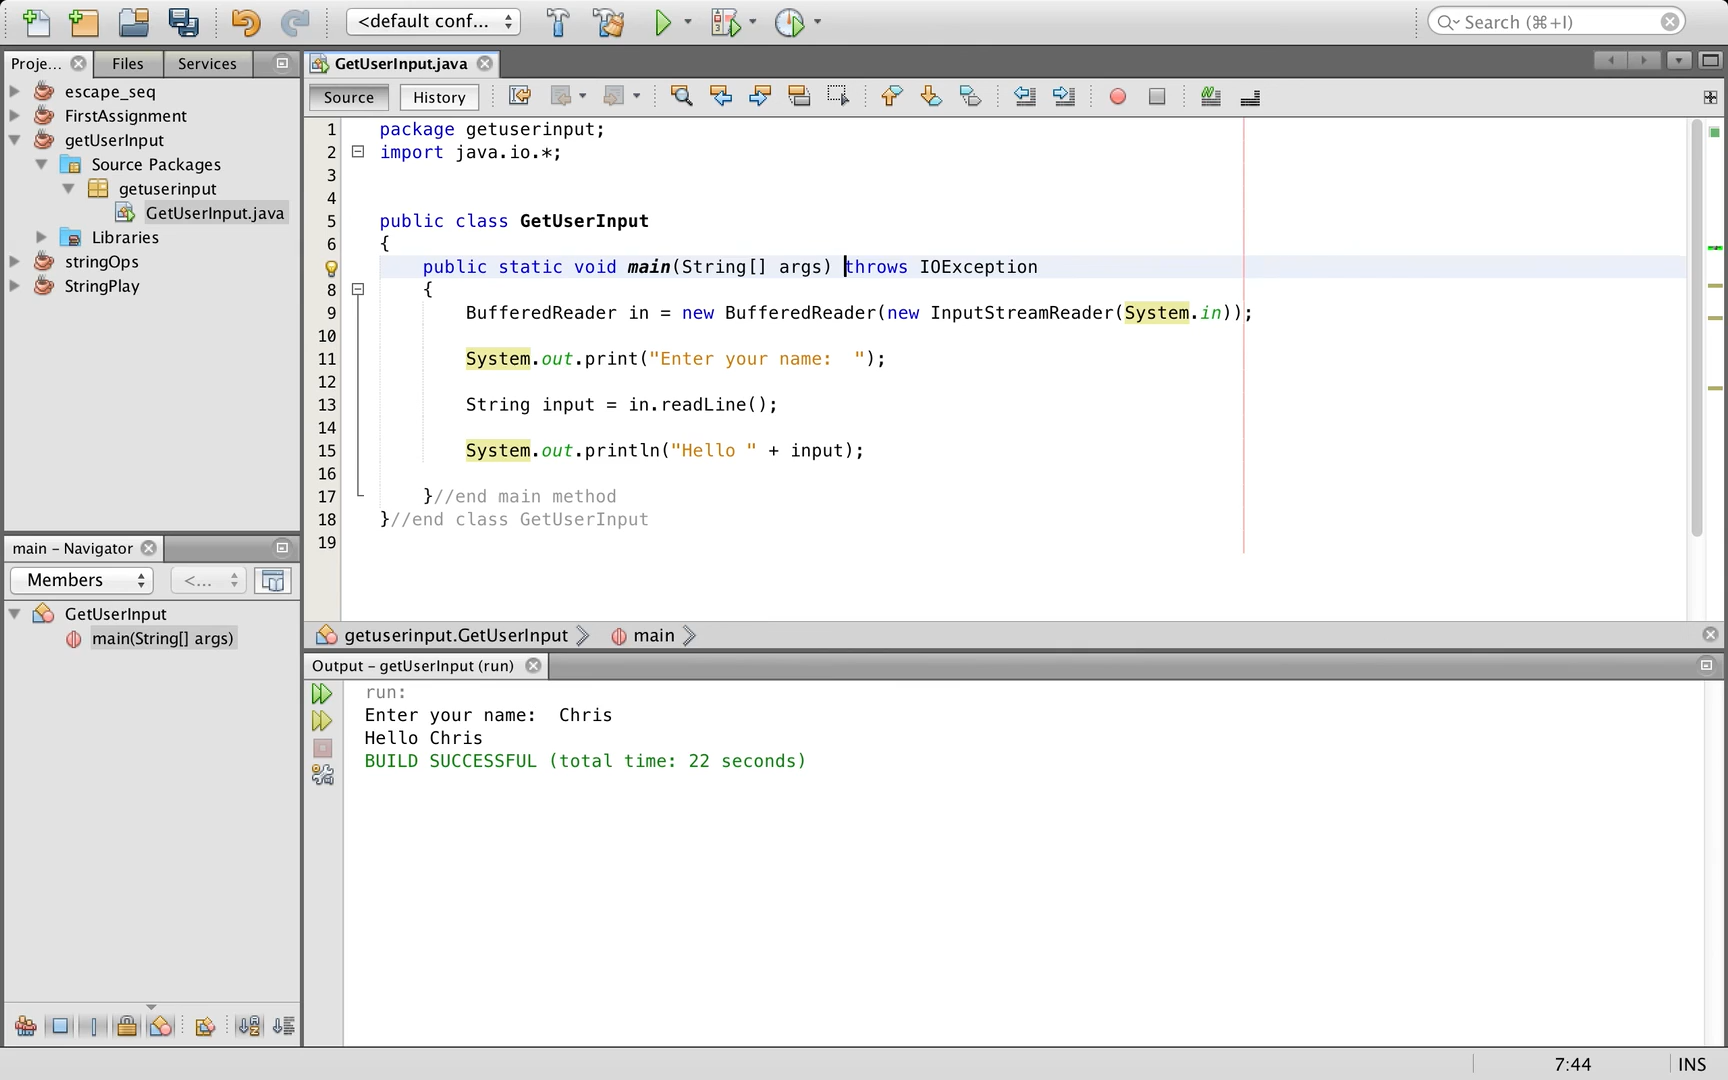 <default conf...
Search (⌘+I)
Proje...
Files
Services
GetUserInput.java
escape_seq
FirstAssignment
getUserInput
Source Packages
getuserinput
GetUserInput.java
Libraries
stringOps
StringPlay
Source
History
1 package getuserinput;
2 import java.io.*;
3
4
5 public class GetUserInput
6 {
public static void main(String[] args) throws IOException
8 {
9 BufferedReader in = new BufferedReader(new InputStreamReader(System.in));
10
11 System.out.print("Enter your name:  ");
12
13 String input = in.readLine();
14
15 System.out.println("Hello " + input);
16
17 }//end main method
18 }//end class GetUserInput
19
main – Navigator
Members
<...
GetUserInput
main(String[] args)
getuserinput.GetUserInput
main
Output – getUserInput (run)
run:
Enter your name:  Chris
Hello Chris
BUILD SUCCESSFUL (total time: 22 seconds)
7:44
INS